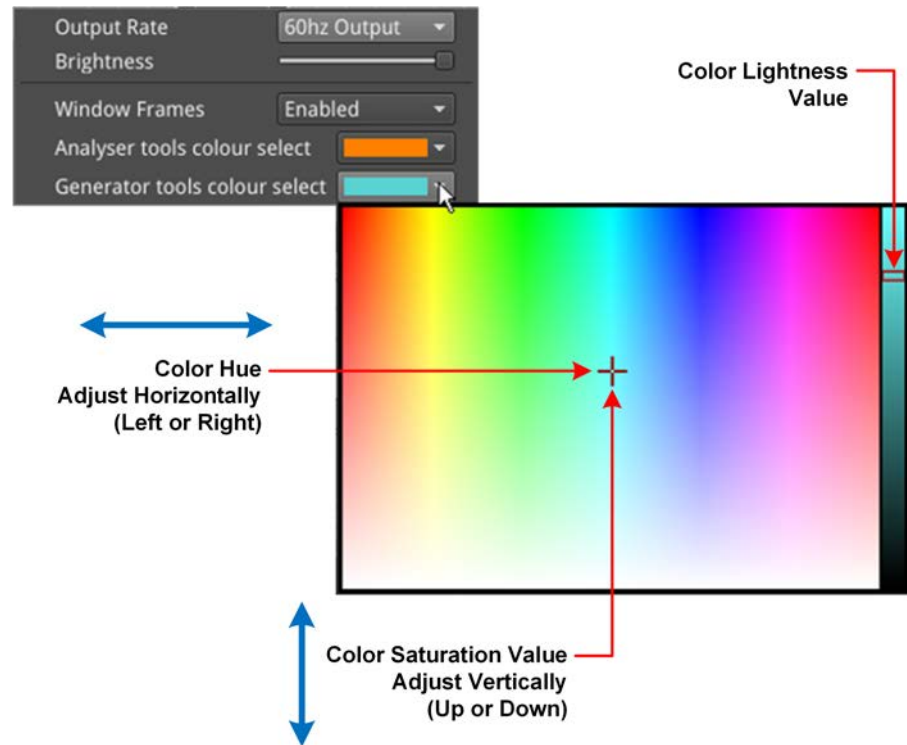 Output Rate 60hz Output
Brightness
Window Frames Enabled
Analyser tools colour select
Generator tools colour select
Color Lightness
Value
Color Hue
Adjust Horizontally
(Left or Right)
Color Saturation Value
Adjust Vertically
(Up or Down)